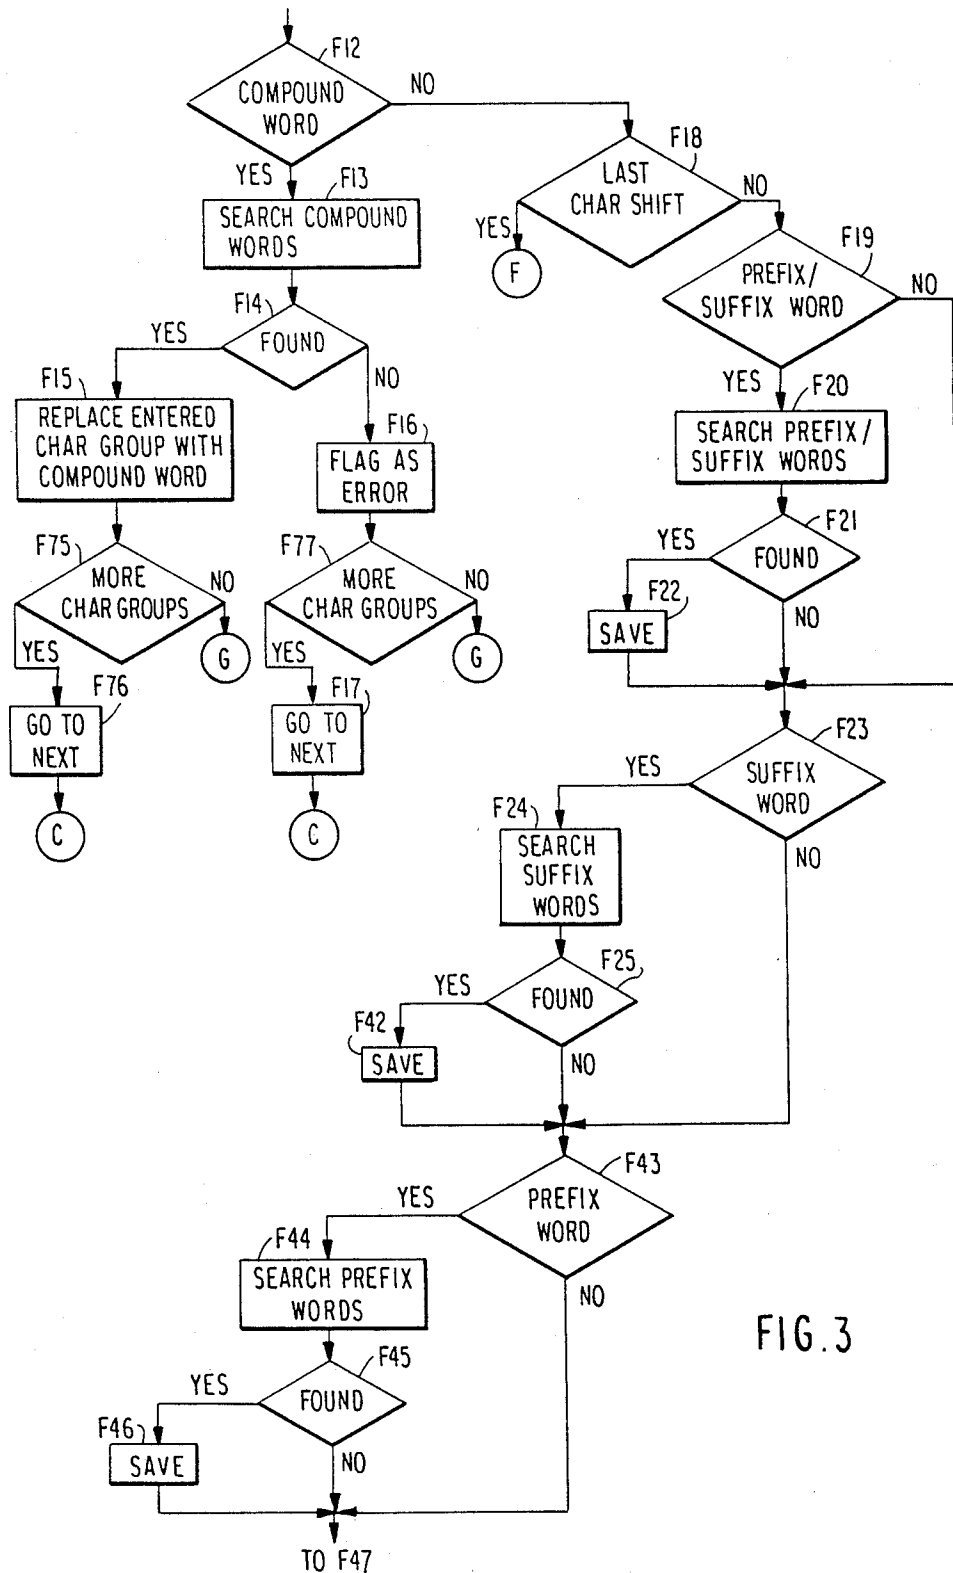 F12
COMPOUND
WORD
NO
YES
F13
SEARCH COMPOUND
WORDS
F14
FOUND
YES
NO
F15
REPLACE ENTERED
CHAR GROUP WITH
COMPOUND WORD
F16
FLAG AS
ERROR
F75
MORE
CHAR GROUPS
NO
G
YES
F76
GO TO
NEXT
C
F77
MORE
CHAR GROUPS
NO
G
YES
F17
GO TO
NEXT
C
F18
LAST
CHAR SHIFT
YES
F
NO
F19
PREFIX/
SUFFIX WORD
NO
YES
F20
SEARCH PREFIX/
SUFFIX WORDS
F21
FOUND
YES
NO
F22
SAVE
F23
SUFFIX
WORD
YES
NO
F24
SEARCH
SUFFIX
WORDS
F25
FOUND
YES
NO
F42
SAVE
F43
PREFIX
WORD
YES
NO
F44
SEARCH PREFIX
WORDS
F45
FOUND
YES
NO
F46
SAVE
TO F47
FIG. 3